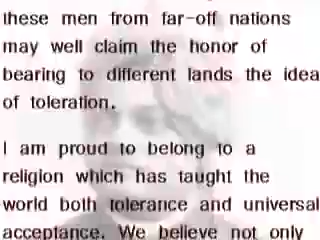 these men from far-off nations
may well claim the honor of
bearing to different lands the idea
of toleration.
I am proud to belong to a
religion which has taught the
world both tolerance and universal
acceptance. We believe not only